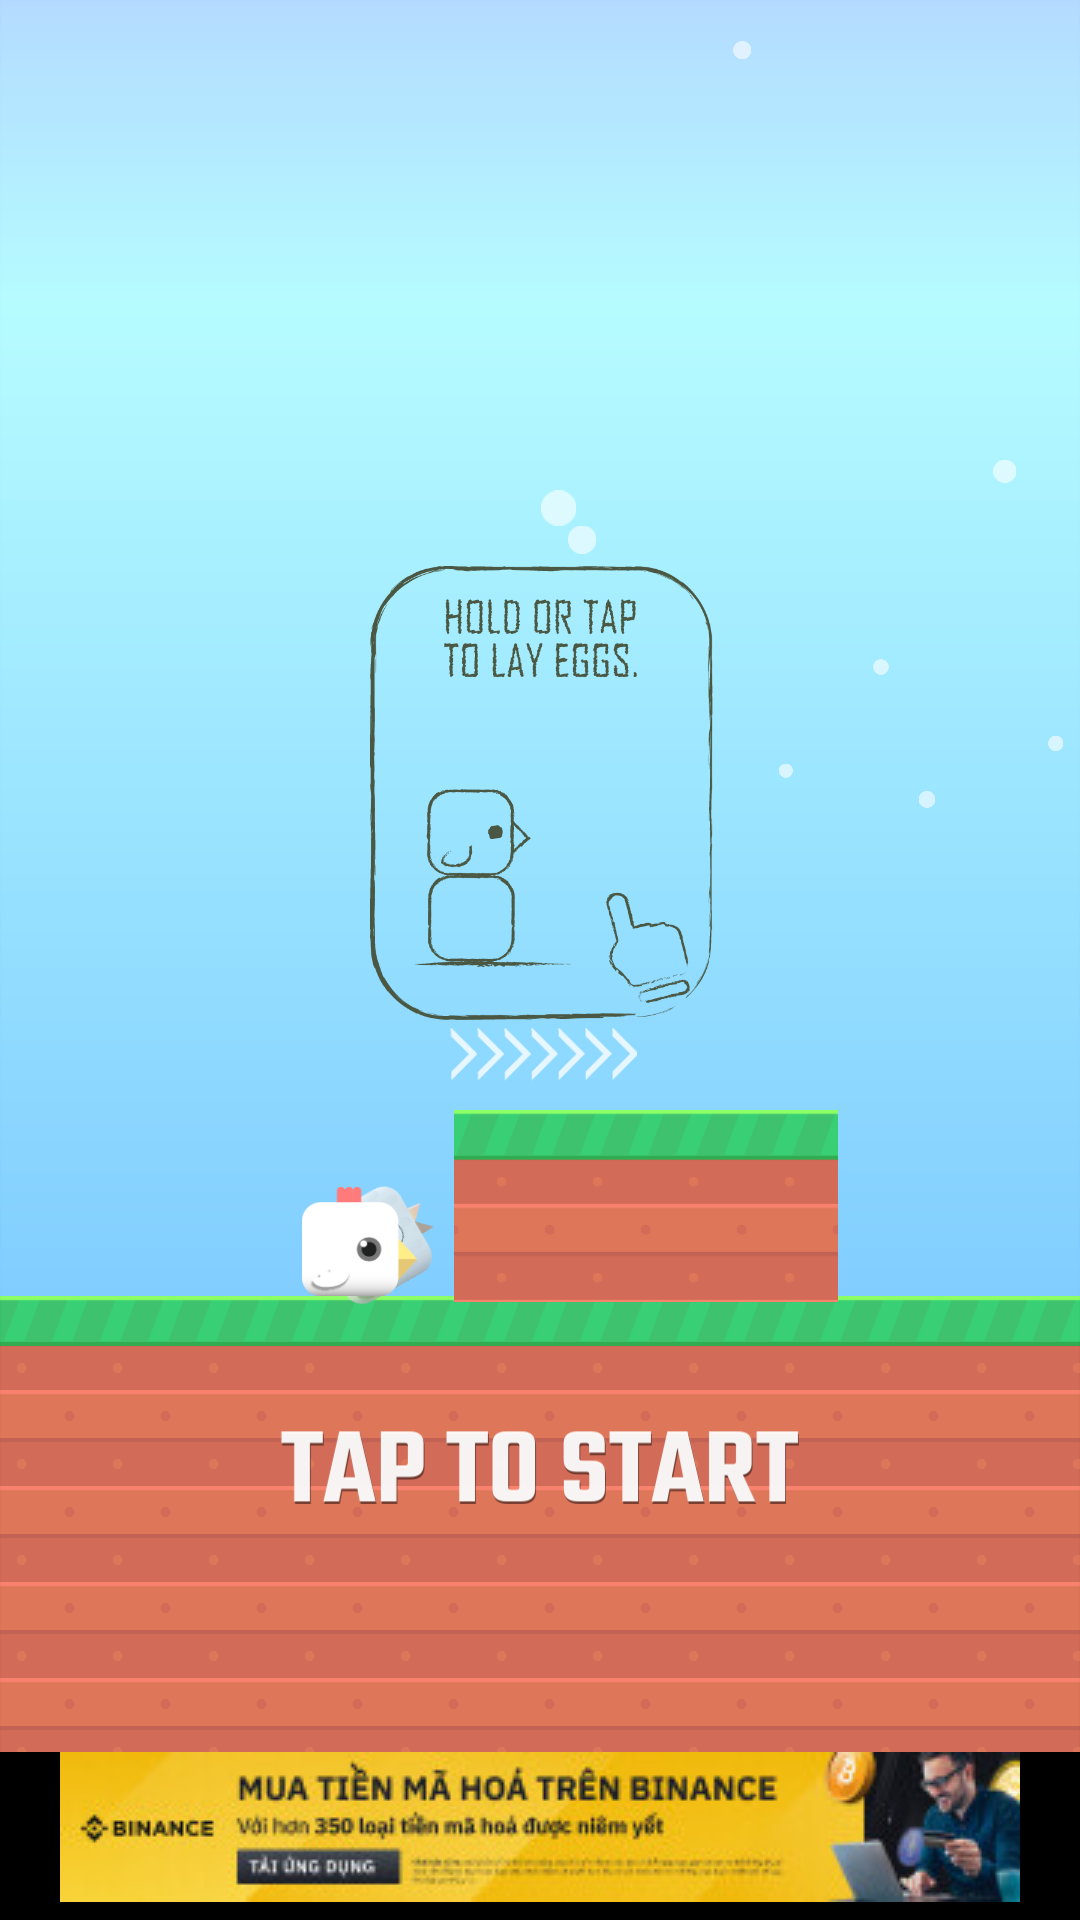 HOLD OR TAP
TO LAY EGGS.
TAP TO START
MUA TIỀN MÃ HOÁ TRÊN BINANCE
BINANCE
Với hơn 350 loại tiền mã hoá được niêm yết
TẢI ỨNG DỤNG